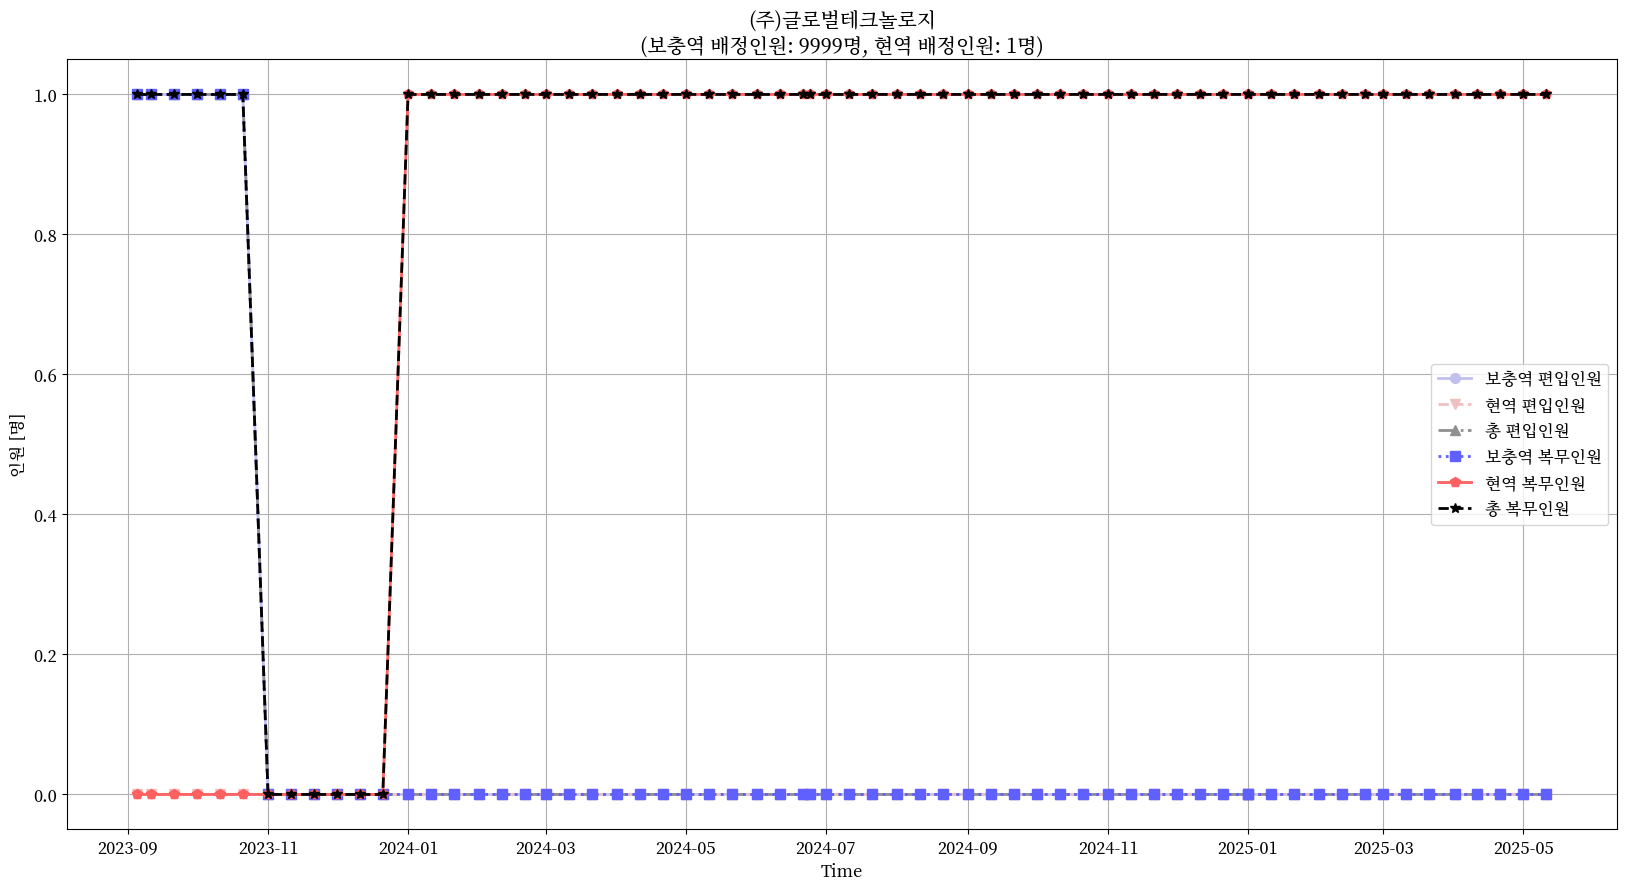 (주)글로벌테크놀로지
(보충역 배정인원: 9999명, 현역 배정인원: 1명)
인원 [명]
1.0
0.8
0.6
0.4
0.2
0.0
보충역 편입인원
현역 편입인원
총 편입인원
보충역 복무인원
현역 복무인원
총 복무인원
2023-09 2023-11 2024-01 2024-03 2024-05 2024-07 2024-09 2024-11 2025-01 2025-03 2025-05
Time